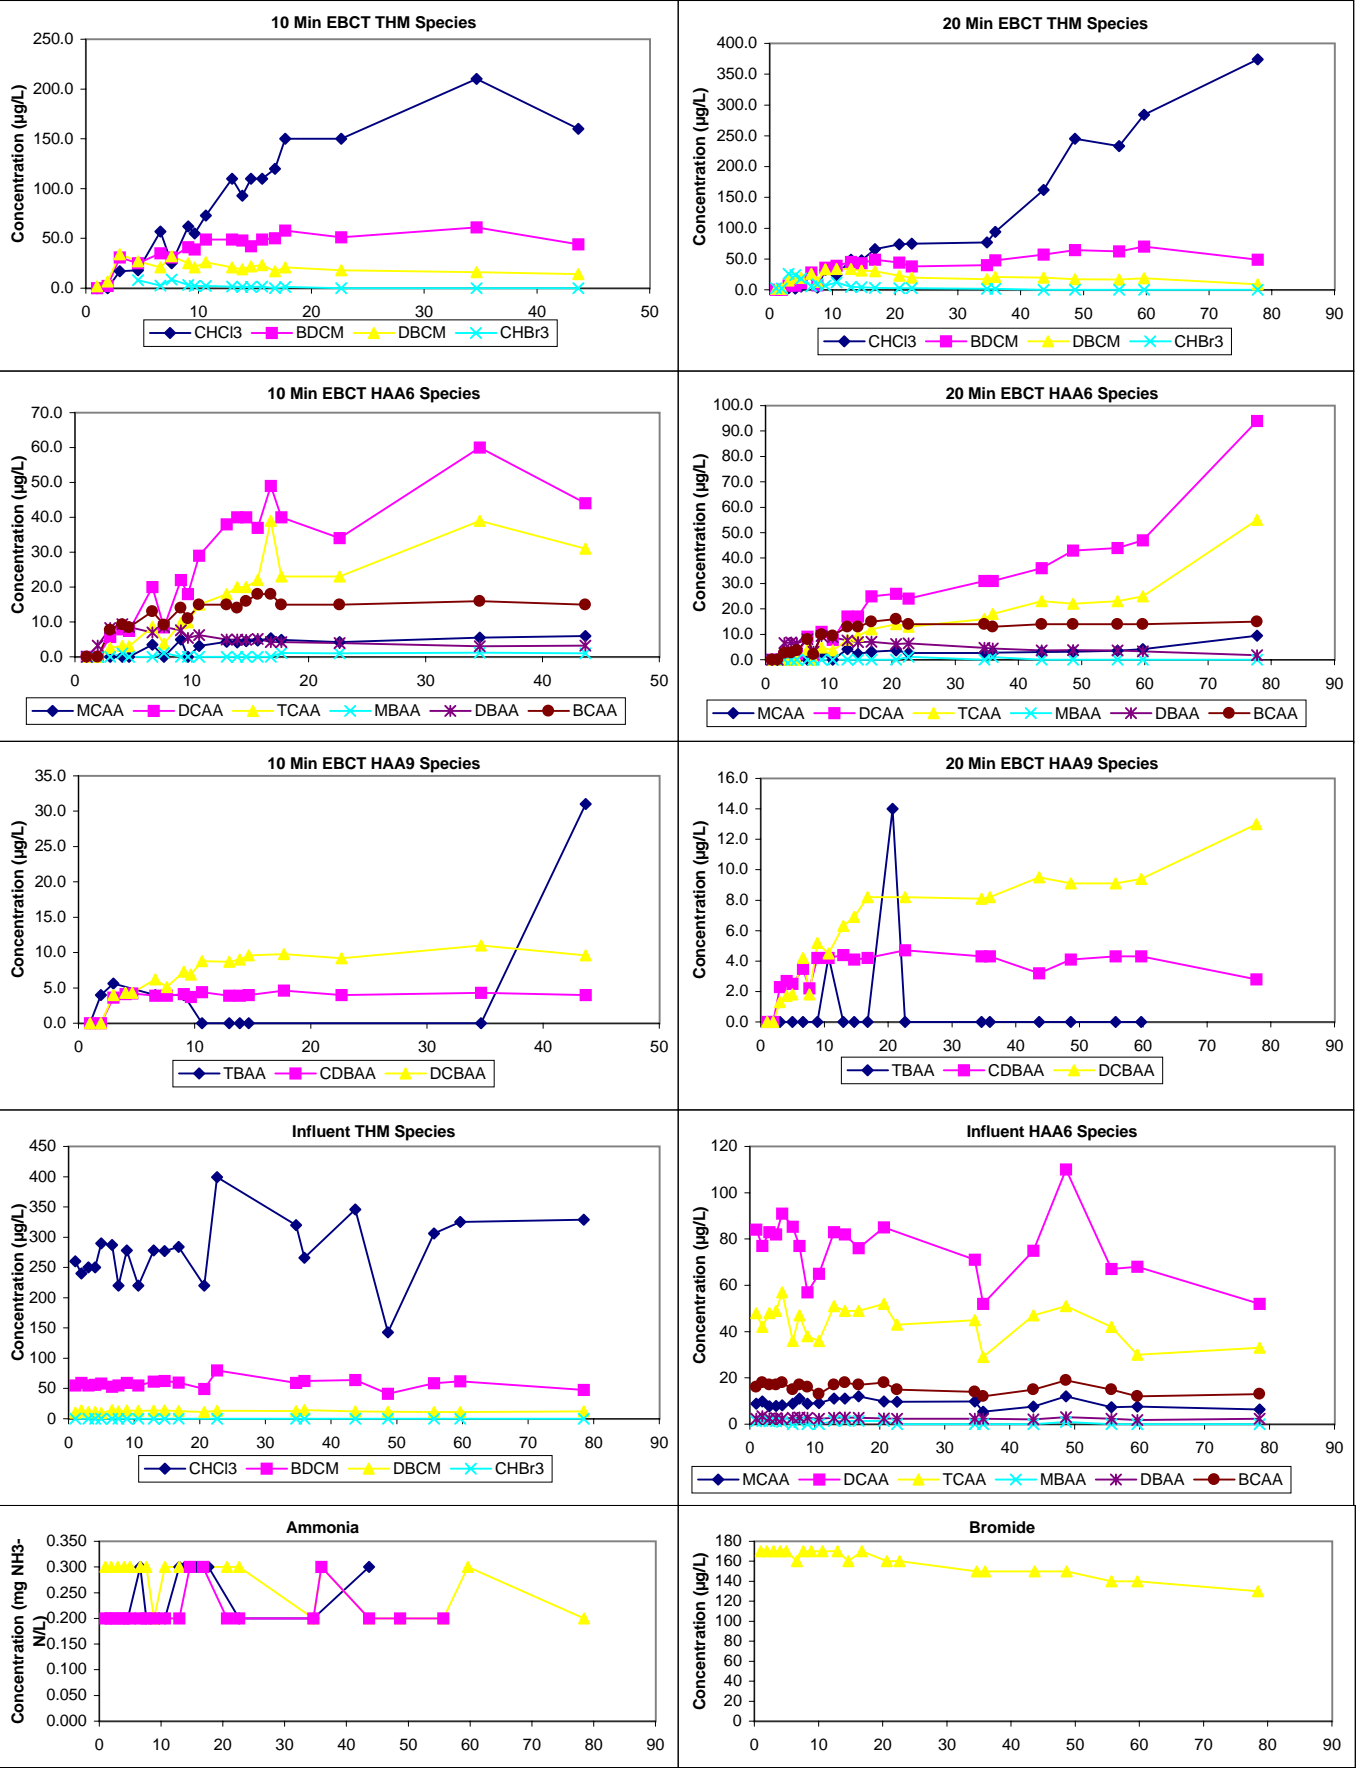 10 Min EBCT THM Species
Concentration (µg/L)
250.0
200.0
150.0
100.0
50.0
0.0
0 10 20 30 40 50
CHCl3 BDCM DBCM CHBr3
20 Min EBCT THM Species
Concentration (µg/L)
400.0
350.0
300.0
250.0
200.0
150.0
100.0
50.0
0.0
0 10 20 30 40 50 60 70 80 90
CHCl3 BDCM DBCM CHBr3
10 Min EBCT HAA6 Species
Concentration (µg/L)
70.0
60.0
50.0
40.0
30.0
20.0
10.0
0.0
0 10 20 30 40 50
MCAA DCAA TCAA MBAA DBAA BCAA
20 Min EBCT HAA6 Species
Concentration (µg/L)
100.0
90.0
80.0
70.0
60.0
50.0
40.0
30.0
20.0
10.0
0.0
0 10 20 30 40 50 60 70 80 90
MCAA DCAA TCAA MBAA DBAA BCAA
10 Min EBCT HAA9 Species
Concentration (µg/L)
35.0
30.0
25.0
20.0
15.0
10.0
5.0
0.0
0 10 20 30 40 50
TBAA CDBAA DCBAA
20 Min EBCT HAA9 Species
Concentration (µg/L)
16.0
14.0
12.0
10.0
8.0
6.0
4.0
2.0
0.0
0 10 20 30 40 50 60 70 80 90
TBAA CDBAA DCBAA
Influent THM Species
Concentration (µg/L)
450
400
350
300
250
200
150
100
50
0
0 10 20 30 40 50 60 70 80 90
CHCl3 BDCM DBCM CHBr3
Influent HAA6 Species
Concentration (µg/L)
120
100
80
60
40
20
0
0 10 20 30 40 50 60 70 80 90
MCAA DCAA TCAA MBAA DBAA BCAA
Ammonia
Concentration (mg NH3-
N/L)
0.350
0.300
0.250
0.200
0.150
0.100
0.050
0.000
0 10 20 30 40 50 60 70 80 90
Bromide
Concentration (µg/L)
180
160
140
120
100
80
60
40
20
0
0 10 20 30 40 50 60 70 80 90